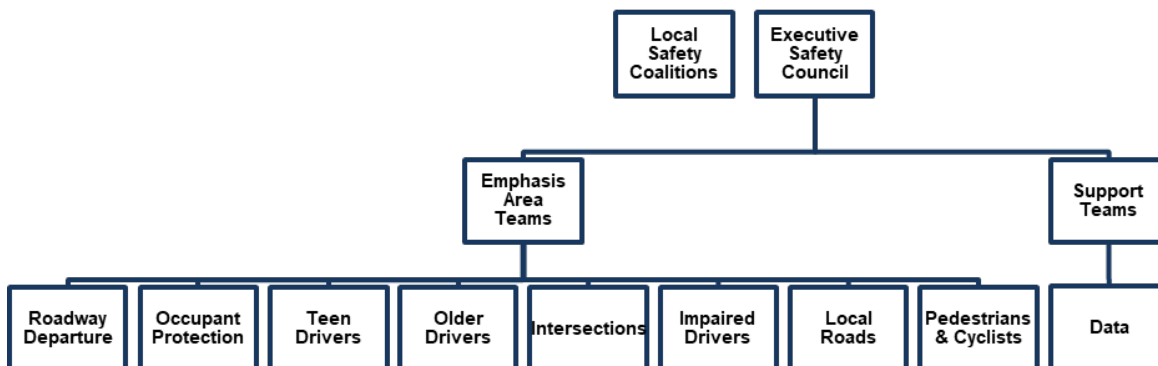 Local
Safety
Coalitions
Executive
Safety
Council
Emphasis
Area
Teams
Support
Teams
Roadway
Departure
Occupant
Protection
Teen
Drivers
Older
Drivers
Intersections
Impaired
Drivers
Local
Roads
Pedestrians
& Cyclists
Data